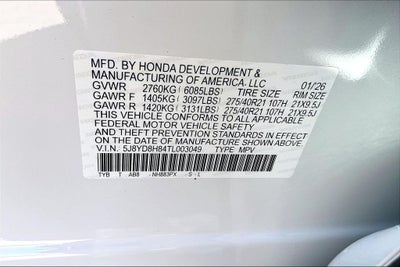 MFD. BY HONDA DEVELOPMENT &
MANUFACTURING OF AMERICA, LLC 01/26
GVWR 2760KG (6085LBS) TIRE SIZE RIM SIZE
GAWR F 1405KG (3097LBS) 275/40R21 107H 21X9.5J
GAWR R 1420KG (3131LBS) 275/40R21 107H 21X9.5J
THIS VEHICLE CONFORMS TO ALL APPLICABLE
FEDERAL MOTOR VEHICLE SAFETY, BUMPER,
AND THEFT PREVENTION STANDARDS IN EFFECT
ON THE DATE OF MANUFACTURE SHOWN ABOVE.
V.I.N.: 5J8YD8H84TL003049 TYPE: MPV
TYB T AB8 NH883PX - S -